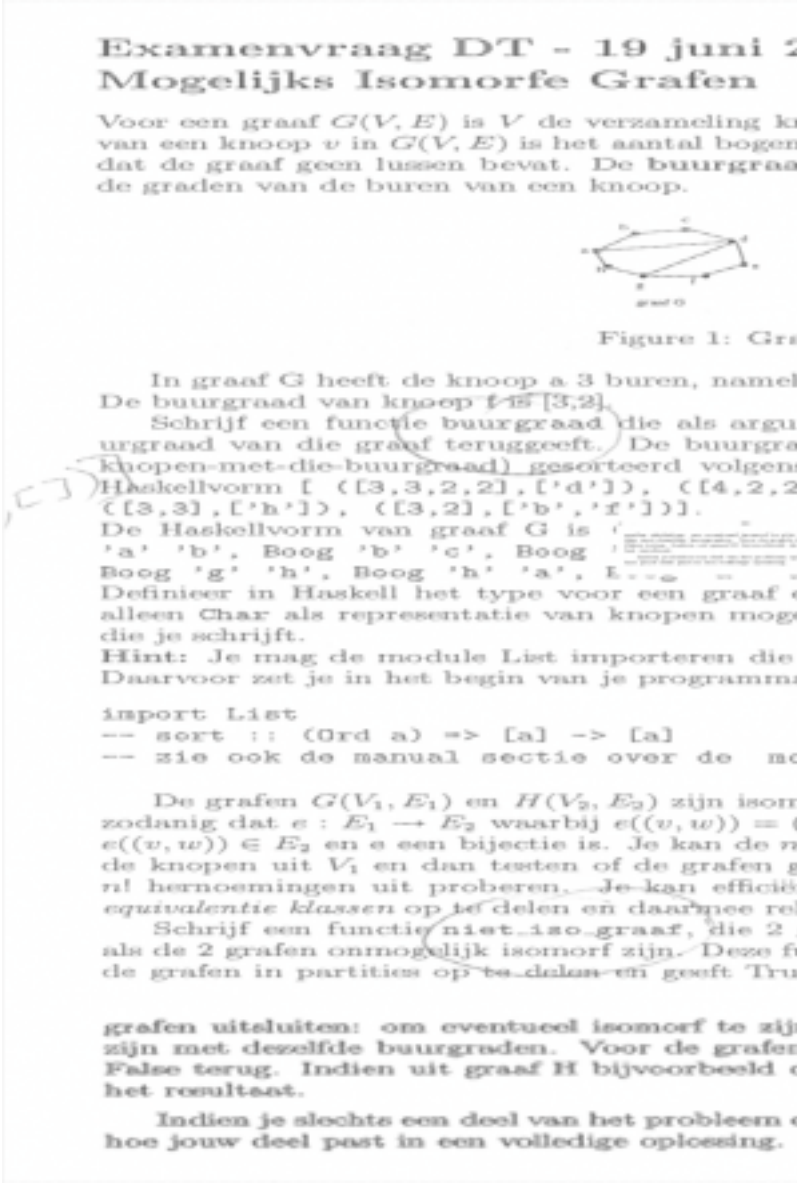 Examenvraag DT - 19 juni
Mogelijks Isomorfe Grafen
Voor een graaf G(V, E) is V de verzameling
van een knoop v in G(V, E) is het aantal bogen
dat de graaf geen lussen bevat. De buurgraa
de graden van de buren van een knoop.
graaf G
Figure 1: Gra
In graaf G heeft de knoop a 3 buren, namel
De buurgraad van knoop f is [3,2].
Schrijf een functie buurgraad die als argu
urgraad van die graaf teruggeeft. De buurgra
knopen-met-die-buurgraad) gesorteerd volgens
Haskellvorm [ ([3,3,2,2],['d']), ([4,2,2
([3,3],['h']), ([3,2],['b','f'])].
De Haskellvorm van graaf G is
'a' 'b', Boog 'b' 'c', Boog
Boog 'g' 'h', Boog 'h' 'a',
Definieer in Haskell het type voor een graaf
alleen Char als representatie van knopen moge
die je schrijft.
Hint: Je mag de module List importeren die
Daarvoor zet je in het begin van je programma
import List
-- sort :: (Ord a) => [a] -> [a]
-- zie ook de manual sectie over de mo
De grafen G(V₁, E₁) en H(V₂, E₂) zijn isom
zodanig dat e : E₁ → E₂ waarbij e((v, w)) = (
e((v, w)) ∈ E₂ en e een bijectie is. Je kan de n
de knopen uit V₁ en dan testen of de grafen g
n! hernoemingen uit proberen. Je kan efficië
equivalentie klassen op te delen en daarmee rel
Schrijf een functie niet_iso_graaf, die 2
als de 2 grafen onmogelijk isomorf zijn. Deze f
de grafen in partities op te delen en geeft Tru
grafen uitsluiten: om eventueel isomorf te zij
zijn met dezelfde buurgraden. Voor de grafen
False terug. Indien uit graaf H bijvoorbeeld
het resultaat.
Indien je slechts een deel van het probleem
hoe jouw deel past in een volledige oplossing.